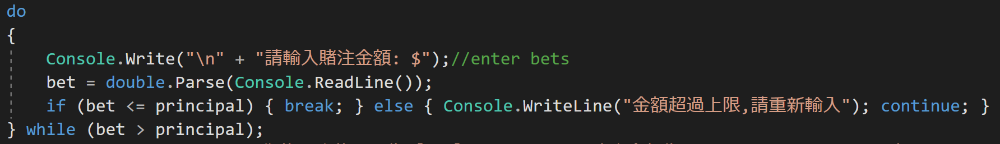 do
{
    Console.Write("\n" + "請輸入賭注金額: $");//enter bets
    bet = double.Parse(Console.ReadLine());
    if (bet <= principal) { break; } else { Console.WriteLine("金額超過上限,請重新輸入"); continue; }
} while (bet > principal);